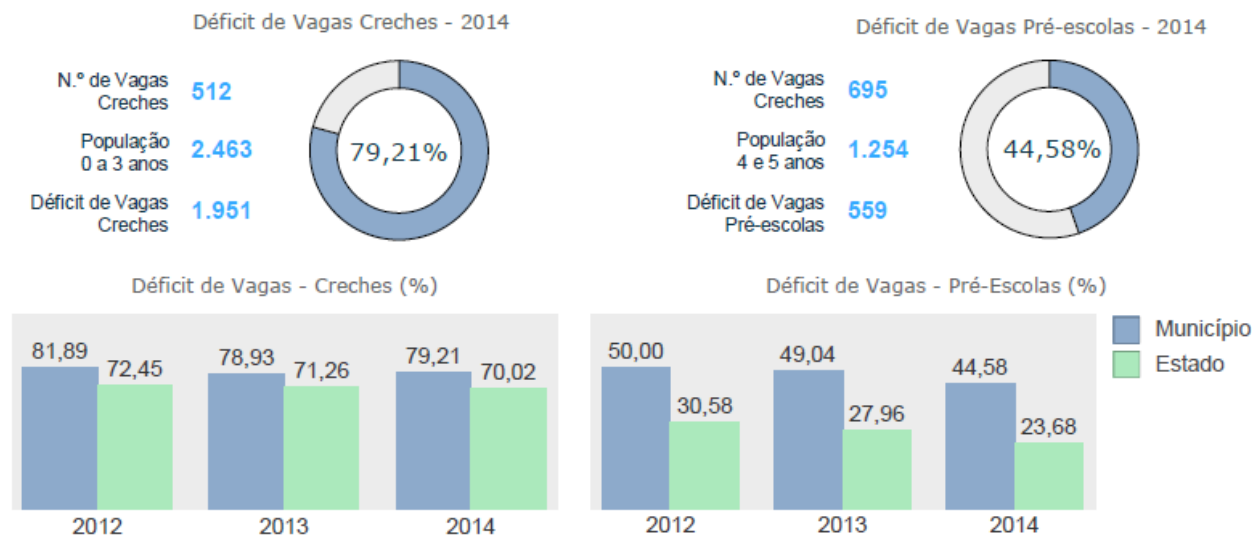 Déficit de Vagas Creches - 2014
N.º de Vagas
Creches
512
População
0 a 3 anos
2.463
Déficit de Vagas
Creches
1.951
79,21%
Déficit de Vagas Pré-escolas - 2014
N.º de Vagas
Creches
695
População
4 e 5 anos
1.254
Déficit de Vagas
Pré-escolas
559
44,58%
Déficit de Vagas - Creches (%)
81,89
72,45
78,93
71,26
79,21
70,02
2012
2013
2014
Déficit de Vagas - Pré-Escolas (%)
50,00
30,58
49,04
27,96
44,58
23,68
2012
2013
2014
Município
Estado